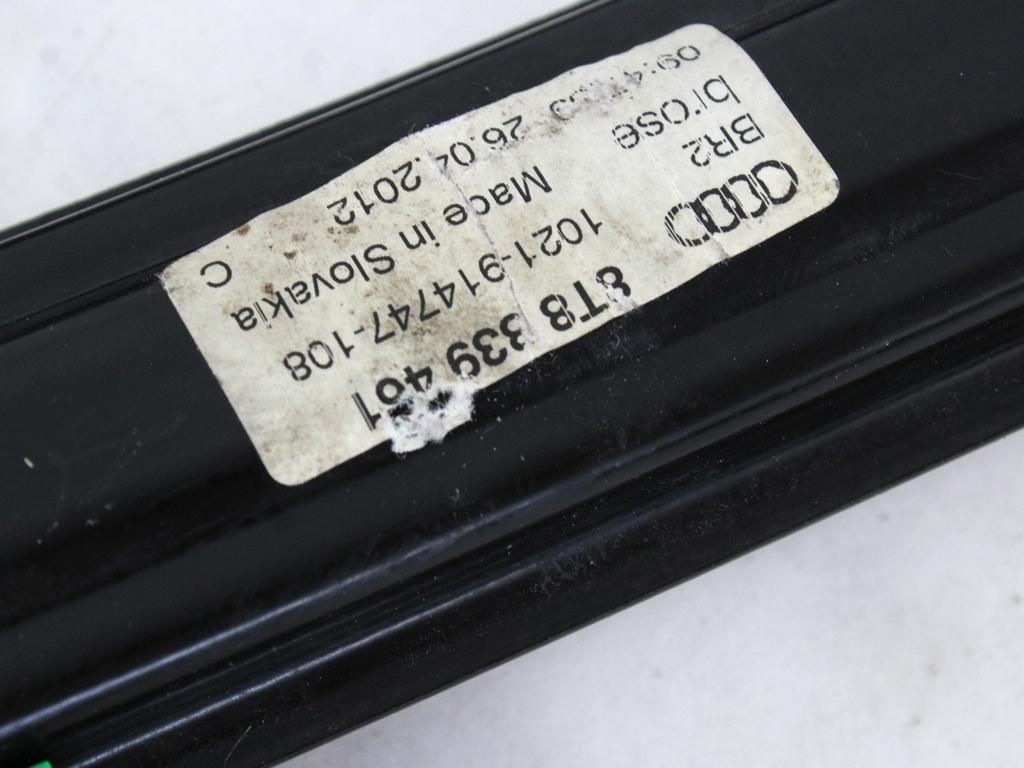 8T8 339 461
BR2 1021-914747-108
brose Made in Slovakia
26.04.2012 C